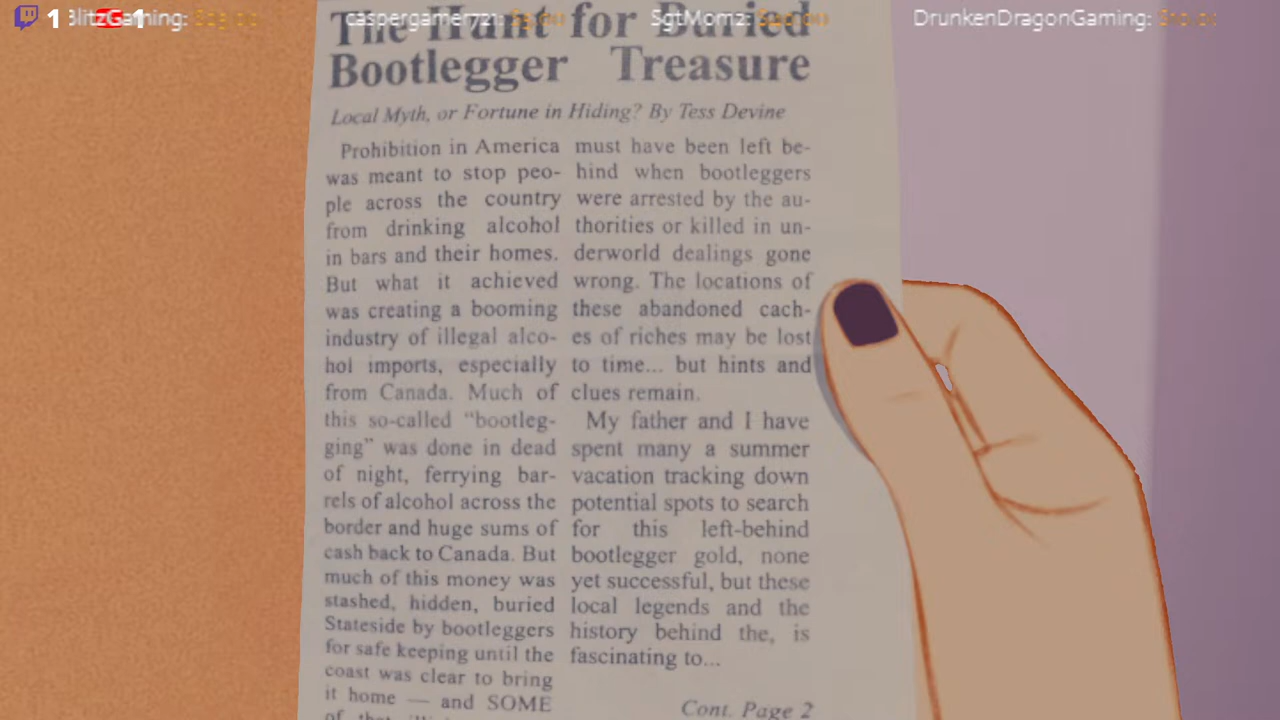 1 BlitzGaming:
1
caspergamer721:
SgtMom2:
DrunkenDragonGaming:
The Hunt for Buried
Bootlegger Treasure
Local Myth, or Fortune in Hiding? By Tess Devine
Prohibition in America
was meant to stop peo-
ple across the country
from drinking alcohol
in bars and their homes.
But what it achieved
was creating a booming
industry of illegal alco-
hol imports, especially
from Canada. Much of
this so-called “bootleg-
ging” was done in dead
of night, ferrying bar-
rels of alcohol across the
border and huge sums of
cash back to Canada. But
much of this money was
stashed, hidden, buried
Stateside by bootleggers
for safe keeping until the
coast was clear to bring
it home — and SOME
of that
must have been left be-
hind when bootleggers
were arrested by the au-
thorities or killed in un-
derworld dealings gone
wrong. The locations of
these abandoned cach-
es of riches may be lost
to time... but hints and
clues remain.
My father and I have
spent many a summer
vacation tracking down
potential spots to search
for this left-behind
bootlegger gold, none
yet successful, but these
local legends and the
history behind the, is
fascinating to...
Cont. Page 2